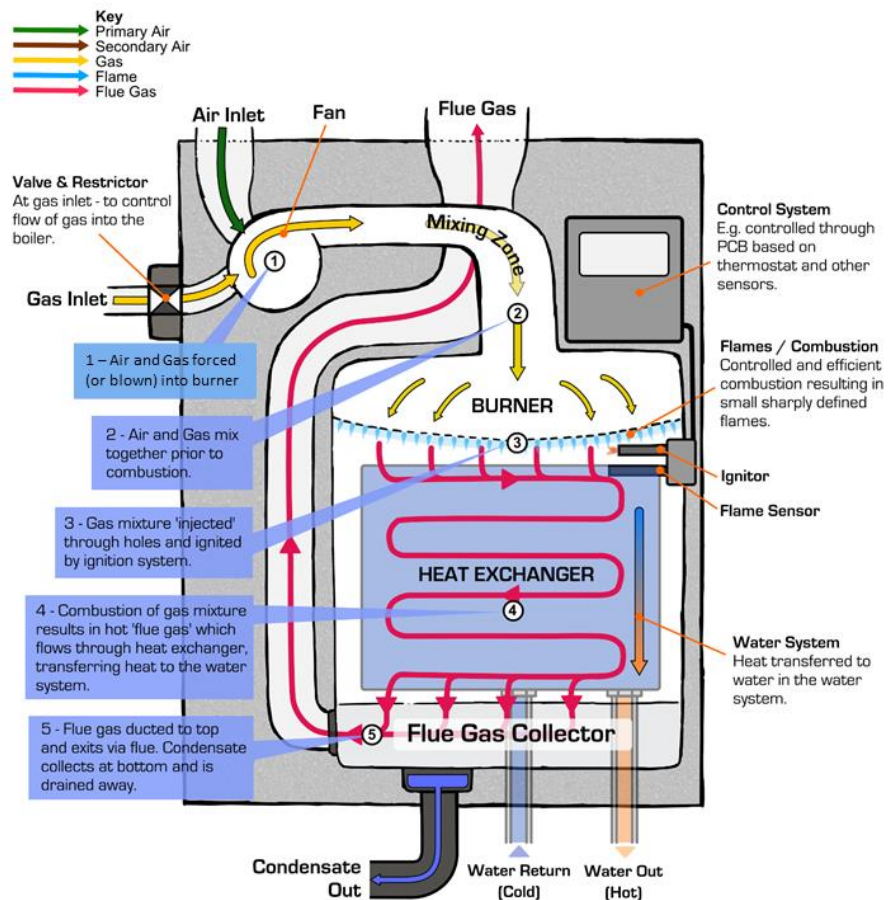 Key
Primary Air
Secondary Air
Gas
Flame
Flue Gas
Air Inlet
Fan
Flue Gas
Valve & Restrictor
At gas inlet - to control
flow of gas into the
boiler.
Mixing Zone
Control System
E.g. controlled through
PCB based on
thermostat and other
sensors.
Gas Inlet
1
2
1 – Air and Gas forced
(or blown) into burner
Flames / Combustion
Controlled and efficient
combustion resulting in
small sharply defined
flames.
BURNER
2 - Air and Gas mix
together prior to
combustion.
3
Ignitor
Flame Sensor
3 - Gas mixture 'injected'
through holes and ignited
by ignition system.
HEAT EXCHANGER
4
4 - Combustion of gas mixture
results in hot 'flue gas' which
flows through heat exchanger,
transferring heat to the water
system.
Water System
Heat transferred to
water in the water
system.
5 - Flue gas ducted to top
and exits via flue. Condensate
collects at bottom and is
drained away.
5
Flue Gas Collector
Condensate
Out
Water Return
(Cold)
Water Out
(Hot)